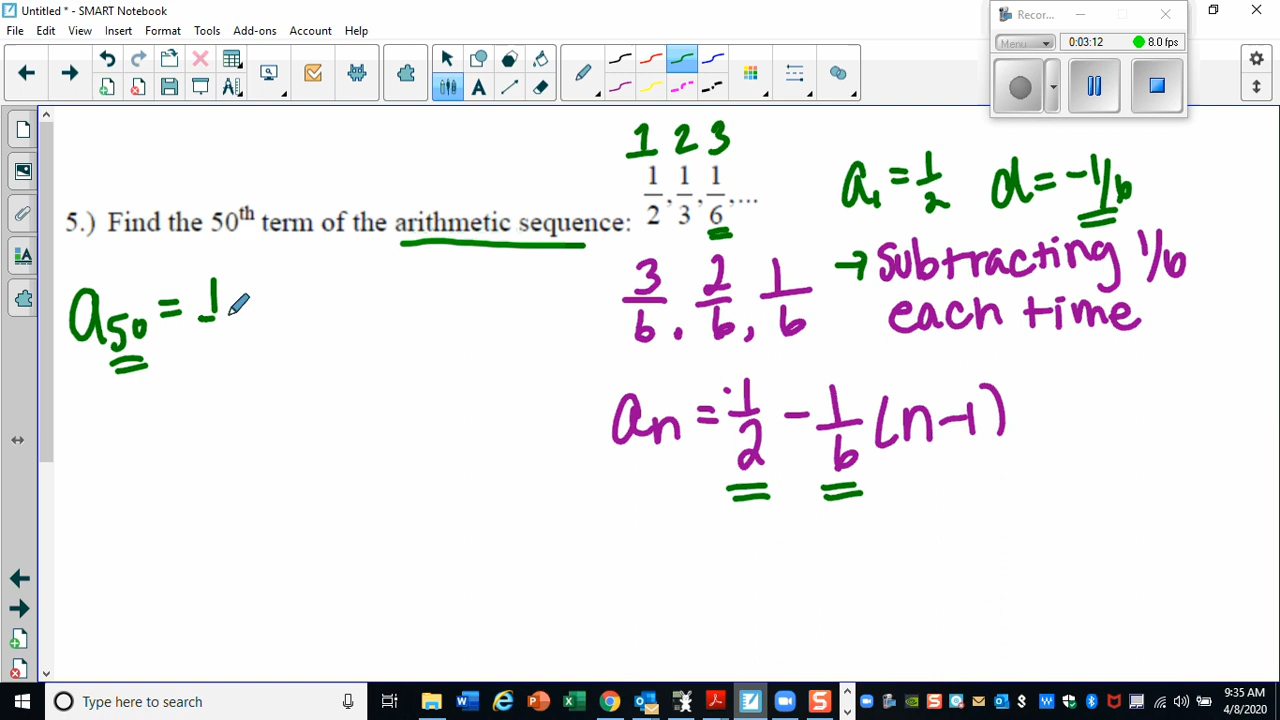 Untitled * - SMART Notebook
Recor...
File Edit View Insert Format Tools Add-ons Account Help
Menu 00:03:12 8.0 fps
1 2 3
5.) Find the 50th term of the arithmetic sequence: 1/2, 1/3, 1/6, ...
a1 = 1/2 d = -1/6
→ subtracting 1/6
each time
3/6, 2/6, 1/6
a50 = 1
an = 1/2 - 1/6 (n-1)
Type here to search
9:35 AM
4/8/2020